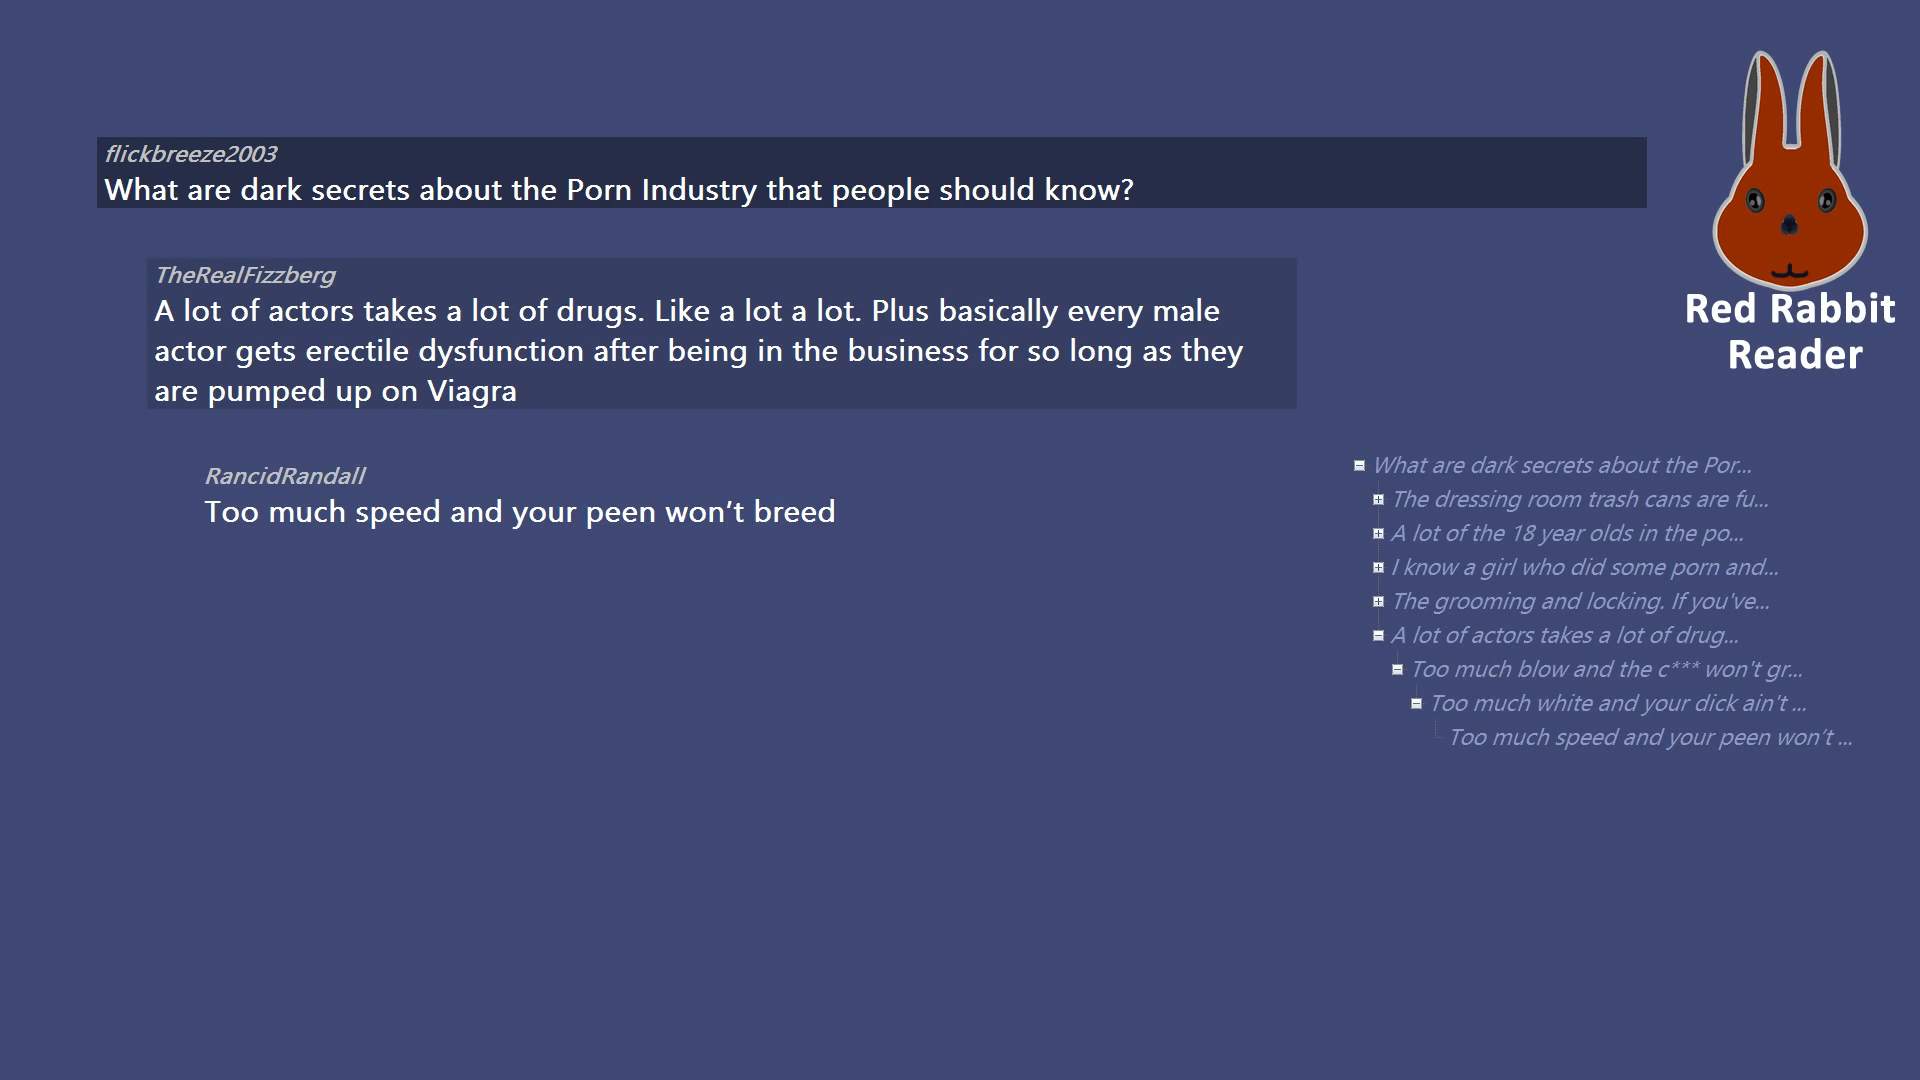 flickbreeze2003
What are dark secrets about the Porn Industry that people should know?
TheRealFizzberg
A lot of actors takes a lot of drugs. Like a lot a lot. Plus basically every male
actor gets erectile dysfunction after being in the business for so long as they
are pumped up on Viagra
RancidRandall
Too much speed and your peen won’t breed
Red Rabbit
Reader
What are dark secrets about the Por...
The dressing room trash cans are fu...
A lot of the 18 year olds in the po...
I know a girl who did some porn and...
The grooming and locking. If you've...
A lot of actors takes a lot of drug...
Too much blow and the c*** won't gr...
Too much white and your dick ain't ...
Too much speed and your peen won’t ...